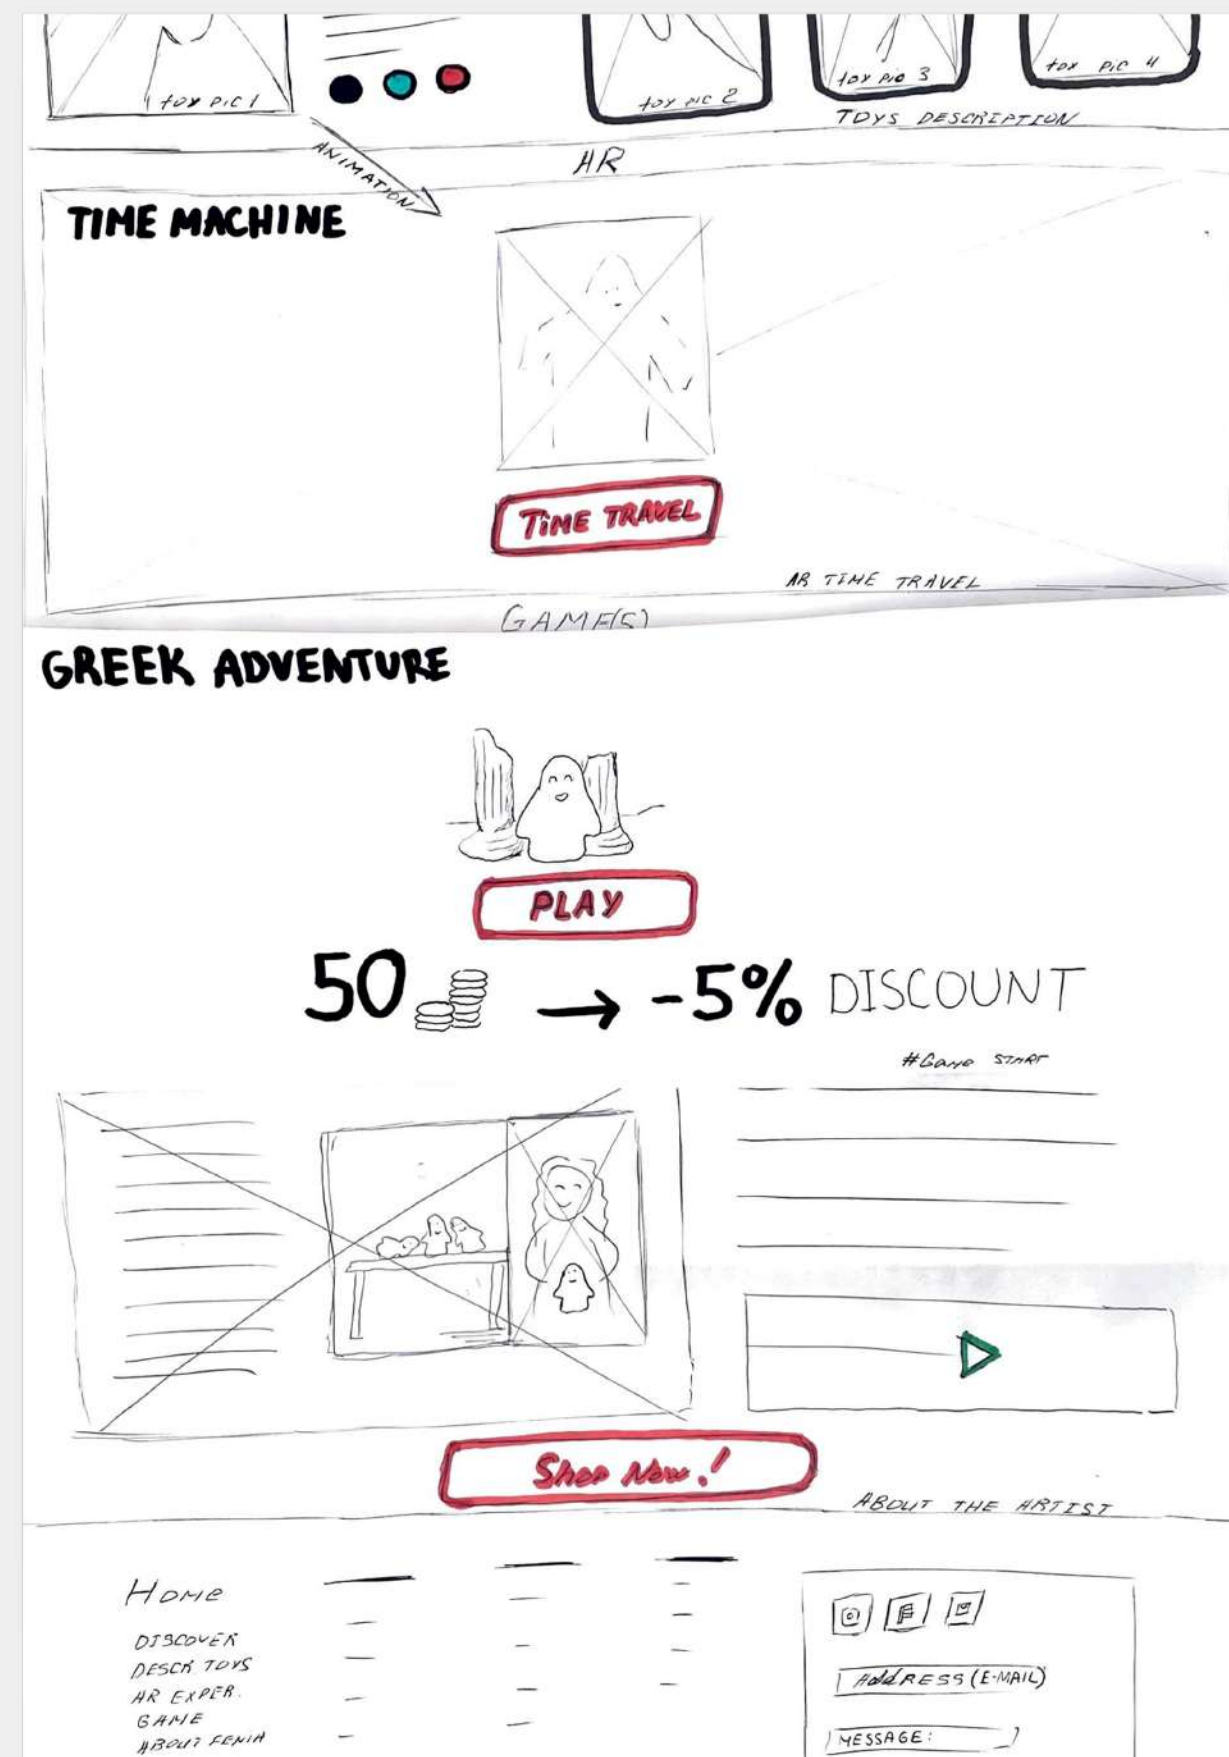 toy pic 1
toy pic 2
toy pic 3
toy pic 4
TOYS DESCRIPTION
ANIMATION
AR
TIME MACHINE
TIME TRAVEL
AR TIME TRAVEL
GAME(S)
GREEK ADVENTURE
PLAY
50 → -5% DISCOUNT
#Game START
Shop Now!
ABOUT THE ARTIST
HOME
DISCOVER
DESCR TOYS
AR EXPER.
GAME
ABOUT FENIA
AddRESS (E-MAIL)
MESSAGE: